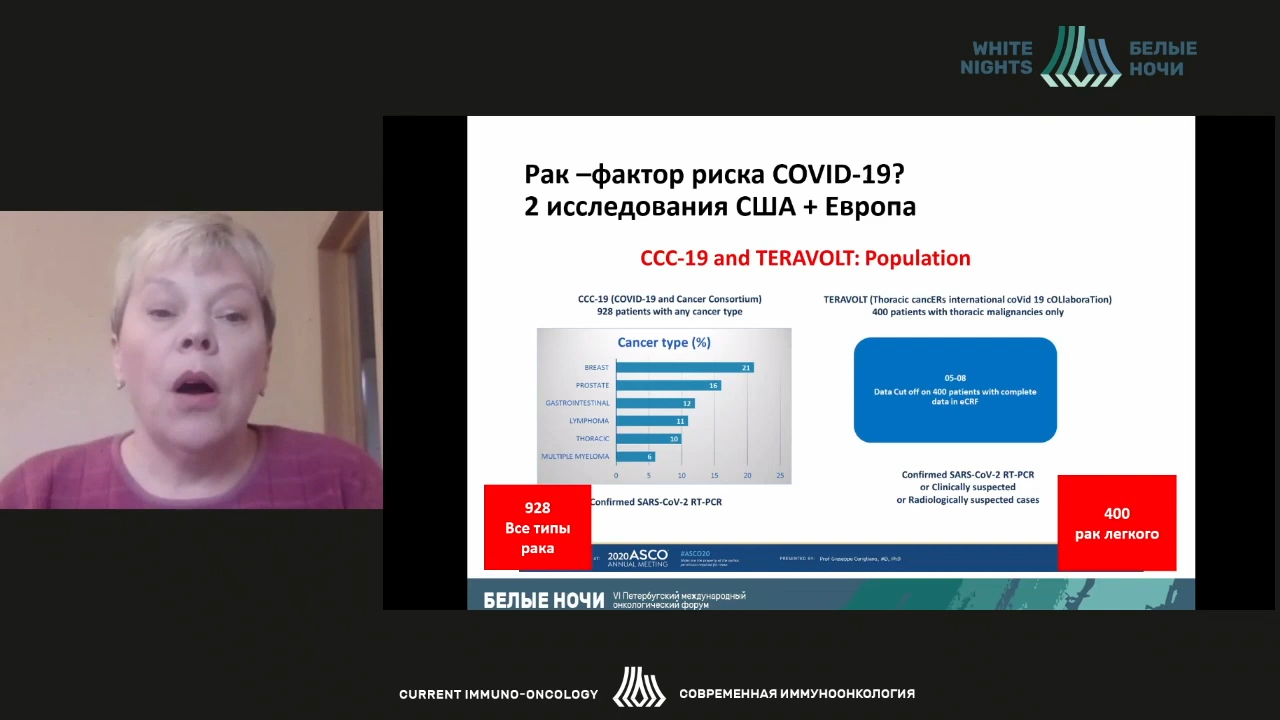 WHITE
NIGHTS
БЕЛЫЕ
НОЧИ
Рак –фактор риска COVID-19?
2 исследования США + Европа
CCC-19 and TERAVOLT: Population
CCC-19 (COVID-19 and Cancer Consortium)
928 patients with any cancer type
Cancer type (%)
BREAST 21
PROSTATE 16
GASTROINTESTINAL 12
LYMPHOMA 11
THORACIC 10
MULTIPLE MYELOMA 6
0 5 10 15 20 25
Confirmed SARS-CoV-2 RT-PCR
TERAVOLT (Thoracic cancERs international coVid 19 cOLlaboraTion)
400 patients with thoracic malignancies only
05-08
Data Cut off on 400 patients with complete
data in eCRF
Confirmed SARS-CoV-2 RT-PCR
or Clinically suspected
or Radiologically suspected cases
928
Все типы
рака
400
рак легкого
2020 ASCO
ANNUAL MEETING
#ASCO20
PRESENTED BY:
БЕЛЫЕ НОЧИ
VI Петербугский международный
онкологический форум
CURRENT IMMUNO-ONCOLOGY
СОВРЕМЕННАЯ ИММУНООНКОЛОГИЯ